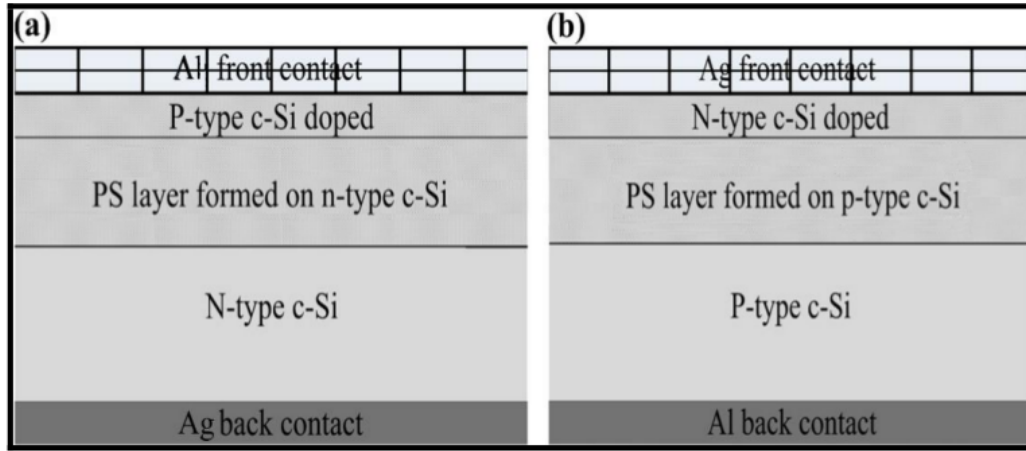 (a)
Al front contact
P-type c-Si doped
PS layer formed on n-type c-Si
N-type c-Si
Ag back contact
(b)
Ag front contact
N-type c-Si doped
PS layer formed on p-type c-Si
P-type c-Si
Al back contact